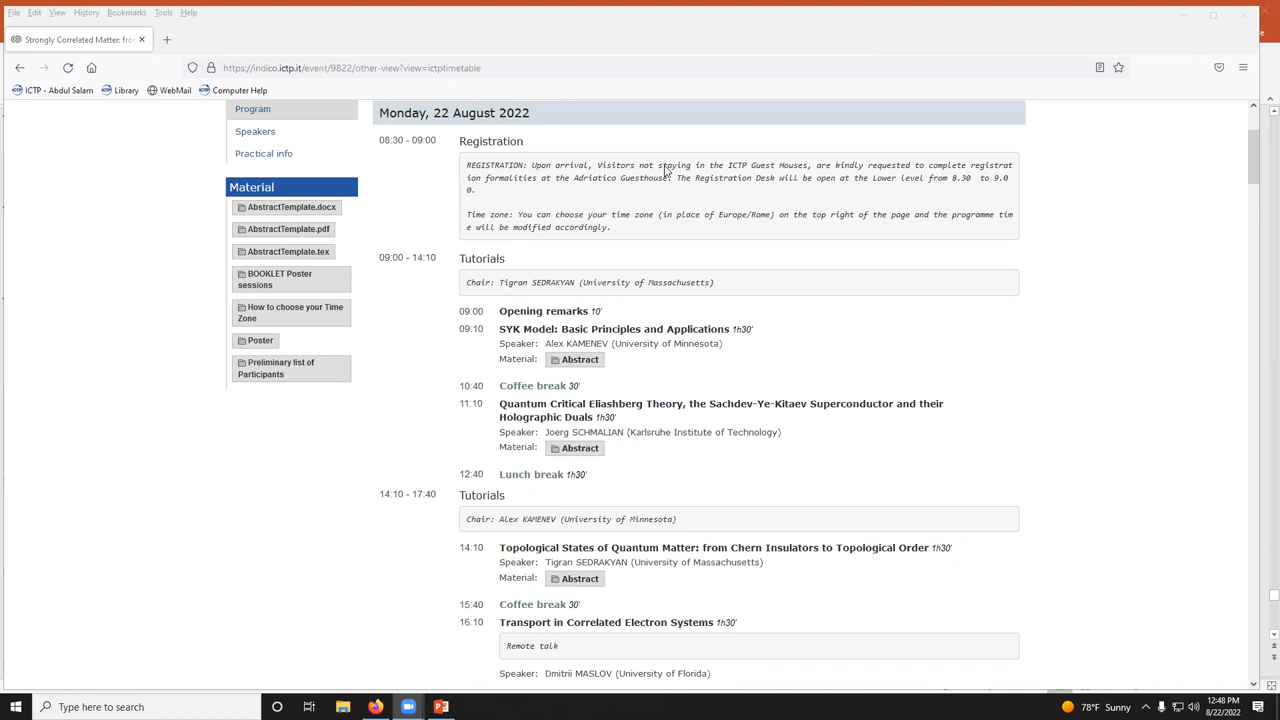 File Edit View History Bookmarks Tools Help
Strongly Correlated Matter: from
https://indico.ictp.it/event/9822/other-view?view=ictptimetable
ICTP - Abdul Salam Library WebMail Computer Help
Program
Speakers
Practical info
Material
AbstractTemplate.docx
AbstractTemplate.pdf
AbstractTemplate.tex
BOOKLET Poster
sessions
How to choose your Time
Zone
Poster
Preliminary list of
Participants
Monday, 22 August 2022
08:30 - 09:00 Registration
REGISTRATION: Upon arrival, Visitors not staying in the ICTP Guest Houses, are kindly requested to complete registrat
ion formalities at the Adriatico Guesthouse. The Registration Desk will be open at the Lower level from 8.30 to 9.0
0.
Time zone: You can choose your time zone (in place of Europe/Rome) on the top right of the page and the programme tim
e will be modified accordingly.
09:00 - 14:10 Tutorials
Chair: Tigran SEDRAKYAN (University of Massachusetts)
09:00 Opening remarks 10'
09:10 SYK Model: Basic Principles and Applications 1h30'
Speaker: Alex KAMENEV (University of Minnesota)
Material: Abstract
10:40 Coffee break 30'
11:10 Quantum Critical Eliashberg Theory, the Sachdev-Ye-Kitaev Superconductor and their
Holographic Duals 1h30'
Speaker: Joerg SCHMALIAN (Karlsruhe Institute of Technology)
Material: Abstract
12:40 Lunch break 1h30'
14:10 - 17:40 Tutorials
Chair: Alex KAMENEV (University of Minnesota)
14:10 Topological States of Quantum Matter: from Chern Insulators to Topological Order 1h30'
Speaker: Tigran SEDRAKYAN (University of Massachusetts)
Material: Abstract
15:40 Coffee break 30'
16:10 Transport in Correlated Electron Systems 1h30'
Remote talk
Speaker: Dmitrii MASLOV (University of Florida)
Type here to search
78°F Sunny
12:48 PM
8/22/2022